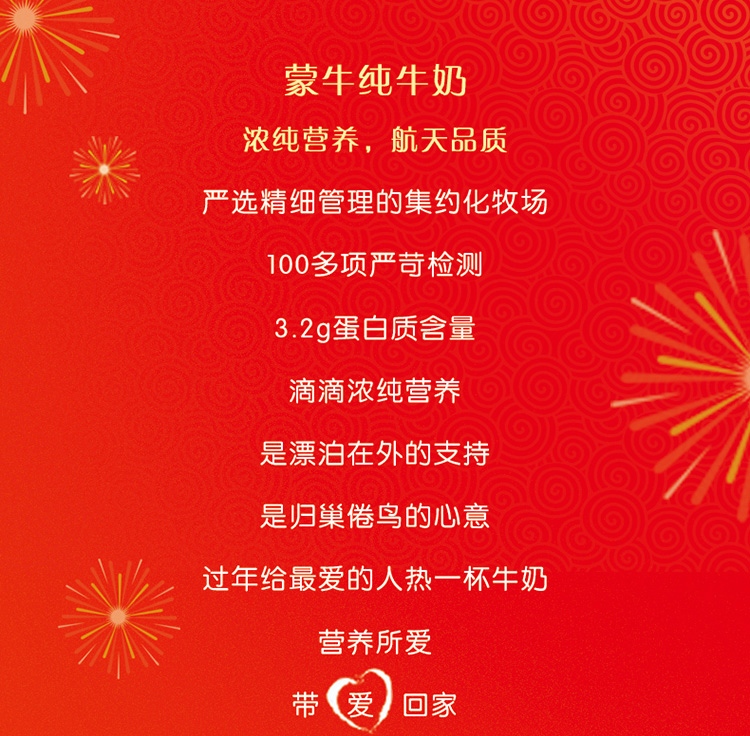 蒙牛纯牛奶
浓纯营养，航天品质
严选精细管理的集约化牧场
100多项严苛检测
3.2g蛋白质含量
滴滴浓纯营养
是漂泊在外的支持
是归巢倦鸟的心意
过年给最爱的人热一杯牛奶
营养所爱
带爱回家